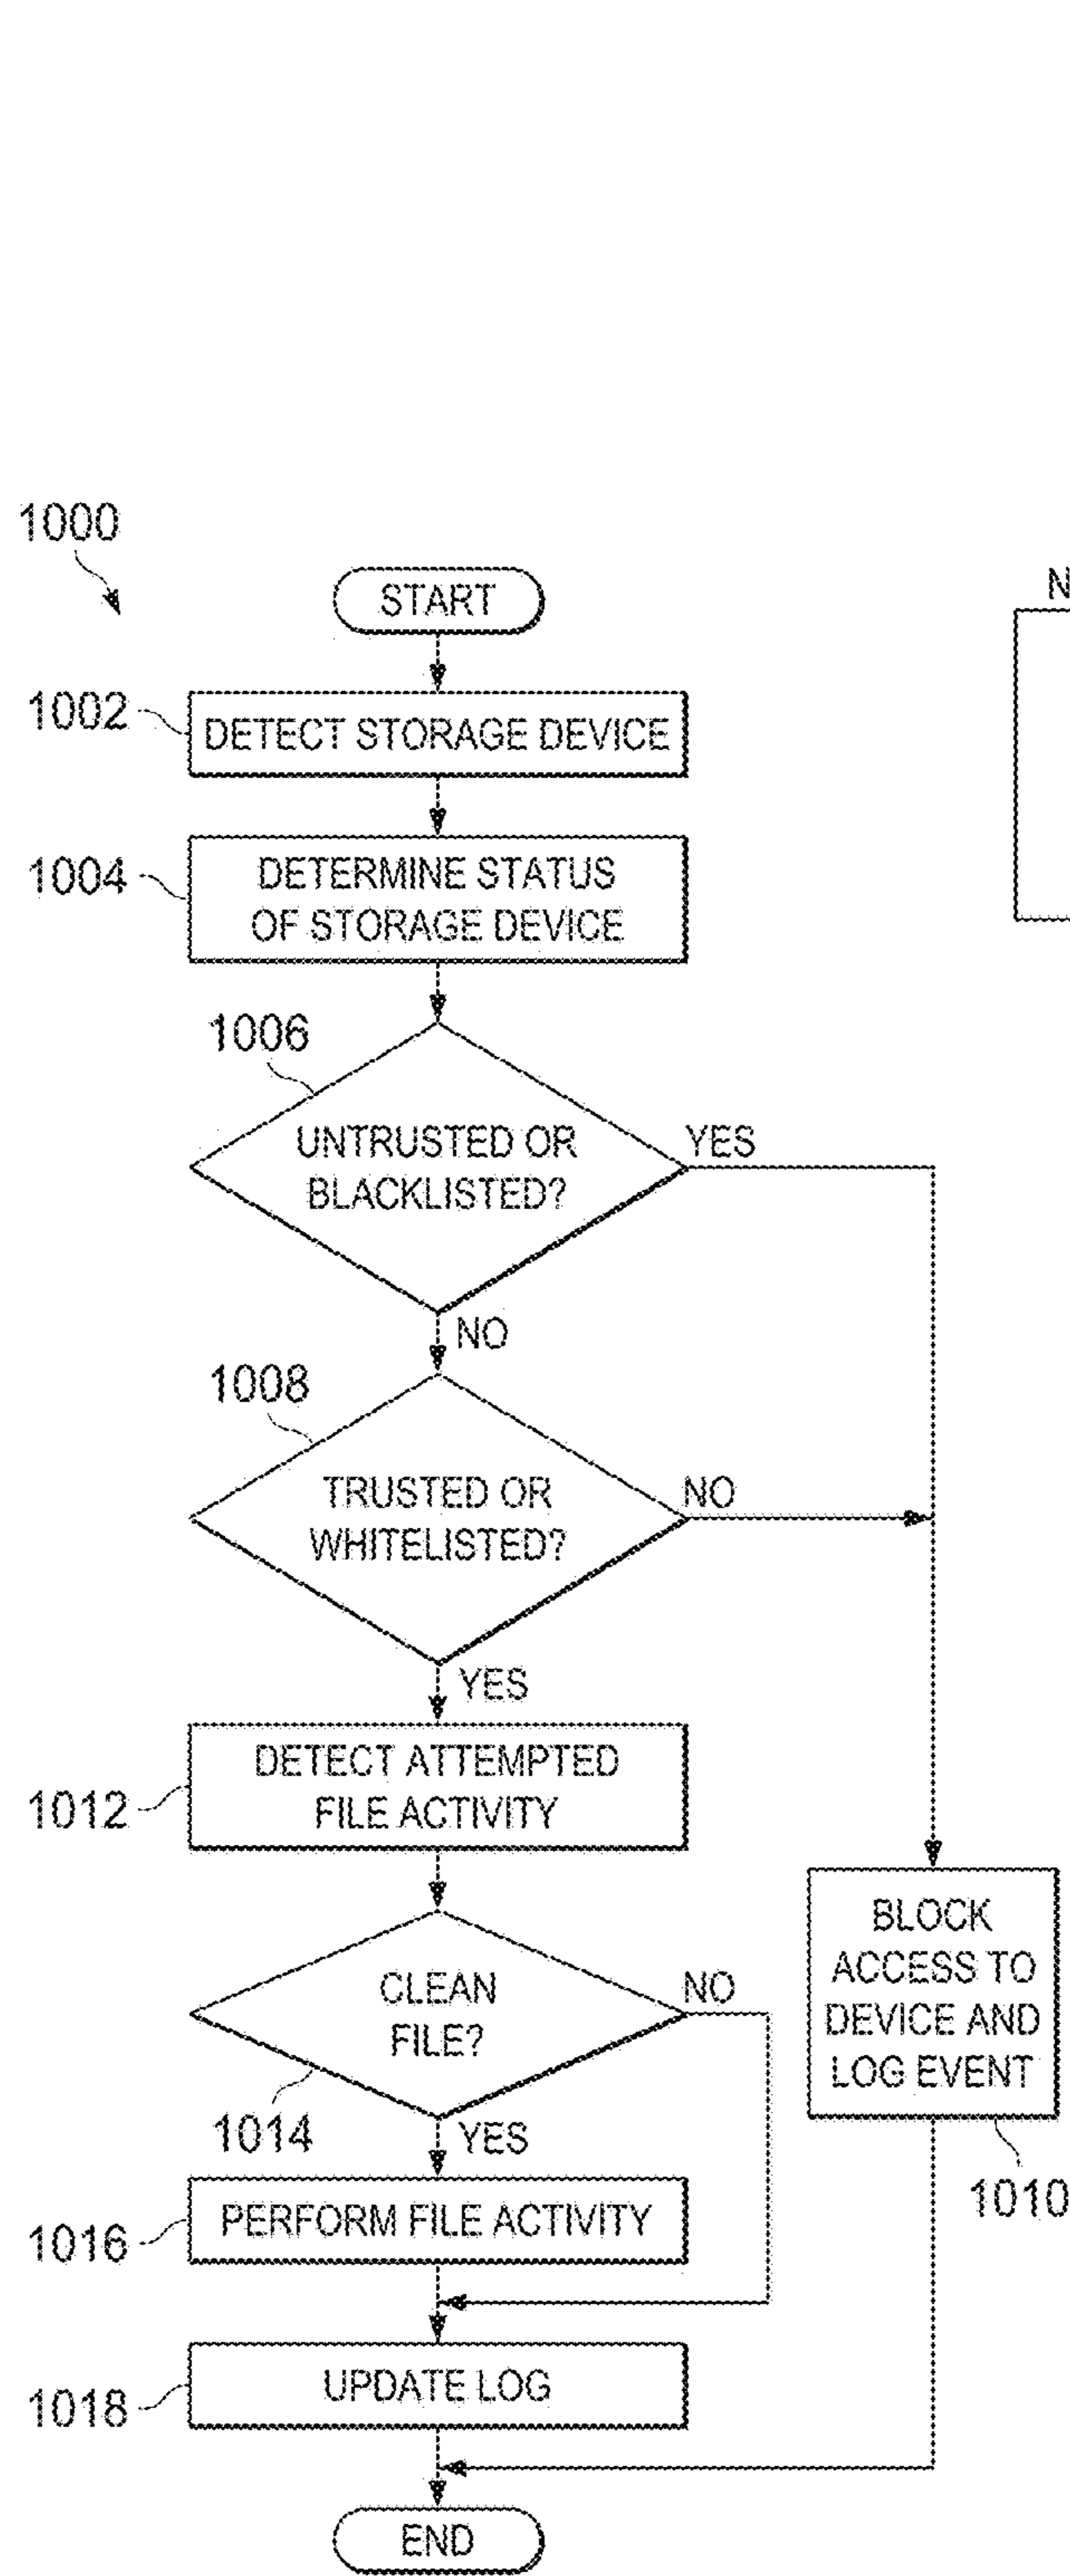 1000
START
N
1002
DETECT STORAGE DEVICE
1004
DETERMINE STATUS
OF STORAGE DEVICE
1006
UNTRUSTED OR
BLACKLISTED?
YES
NO
1008
TRUSTED OR
WHITELISTED?
NO
YES
1012
DETECT ATTEMPTED
FILE ACTIVITY
BLOCK
ACCESS TO
DEVICE AND
LOG EVENT
1010
CLEAN
FILE?
NO
1014
YES
1016
PERFORM FILE ACTIVITY
1018
UPDATE LOG
END